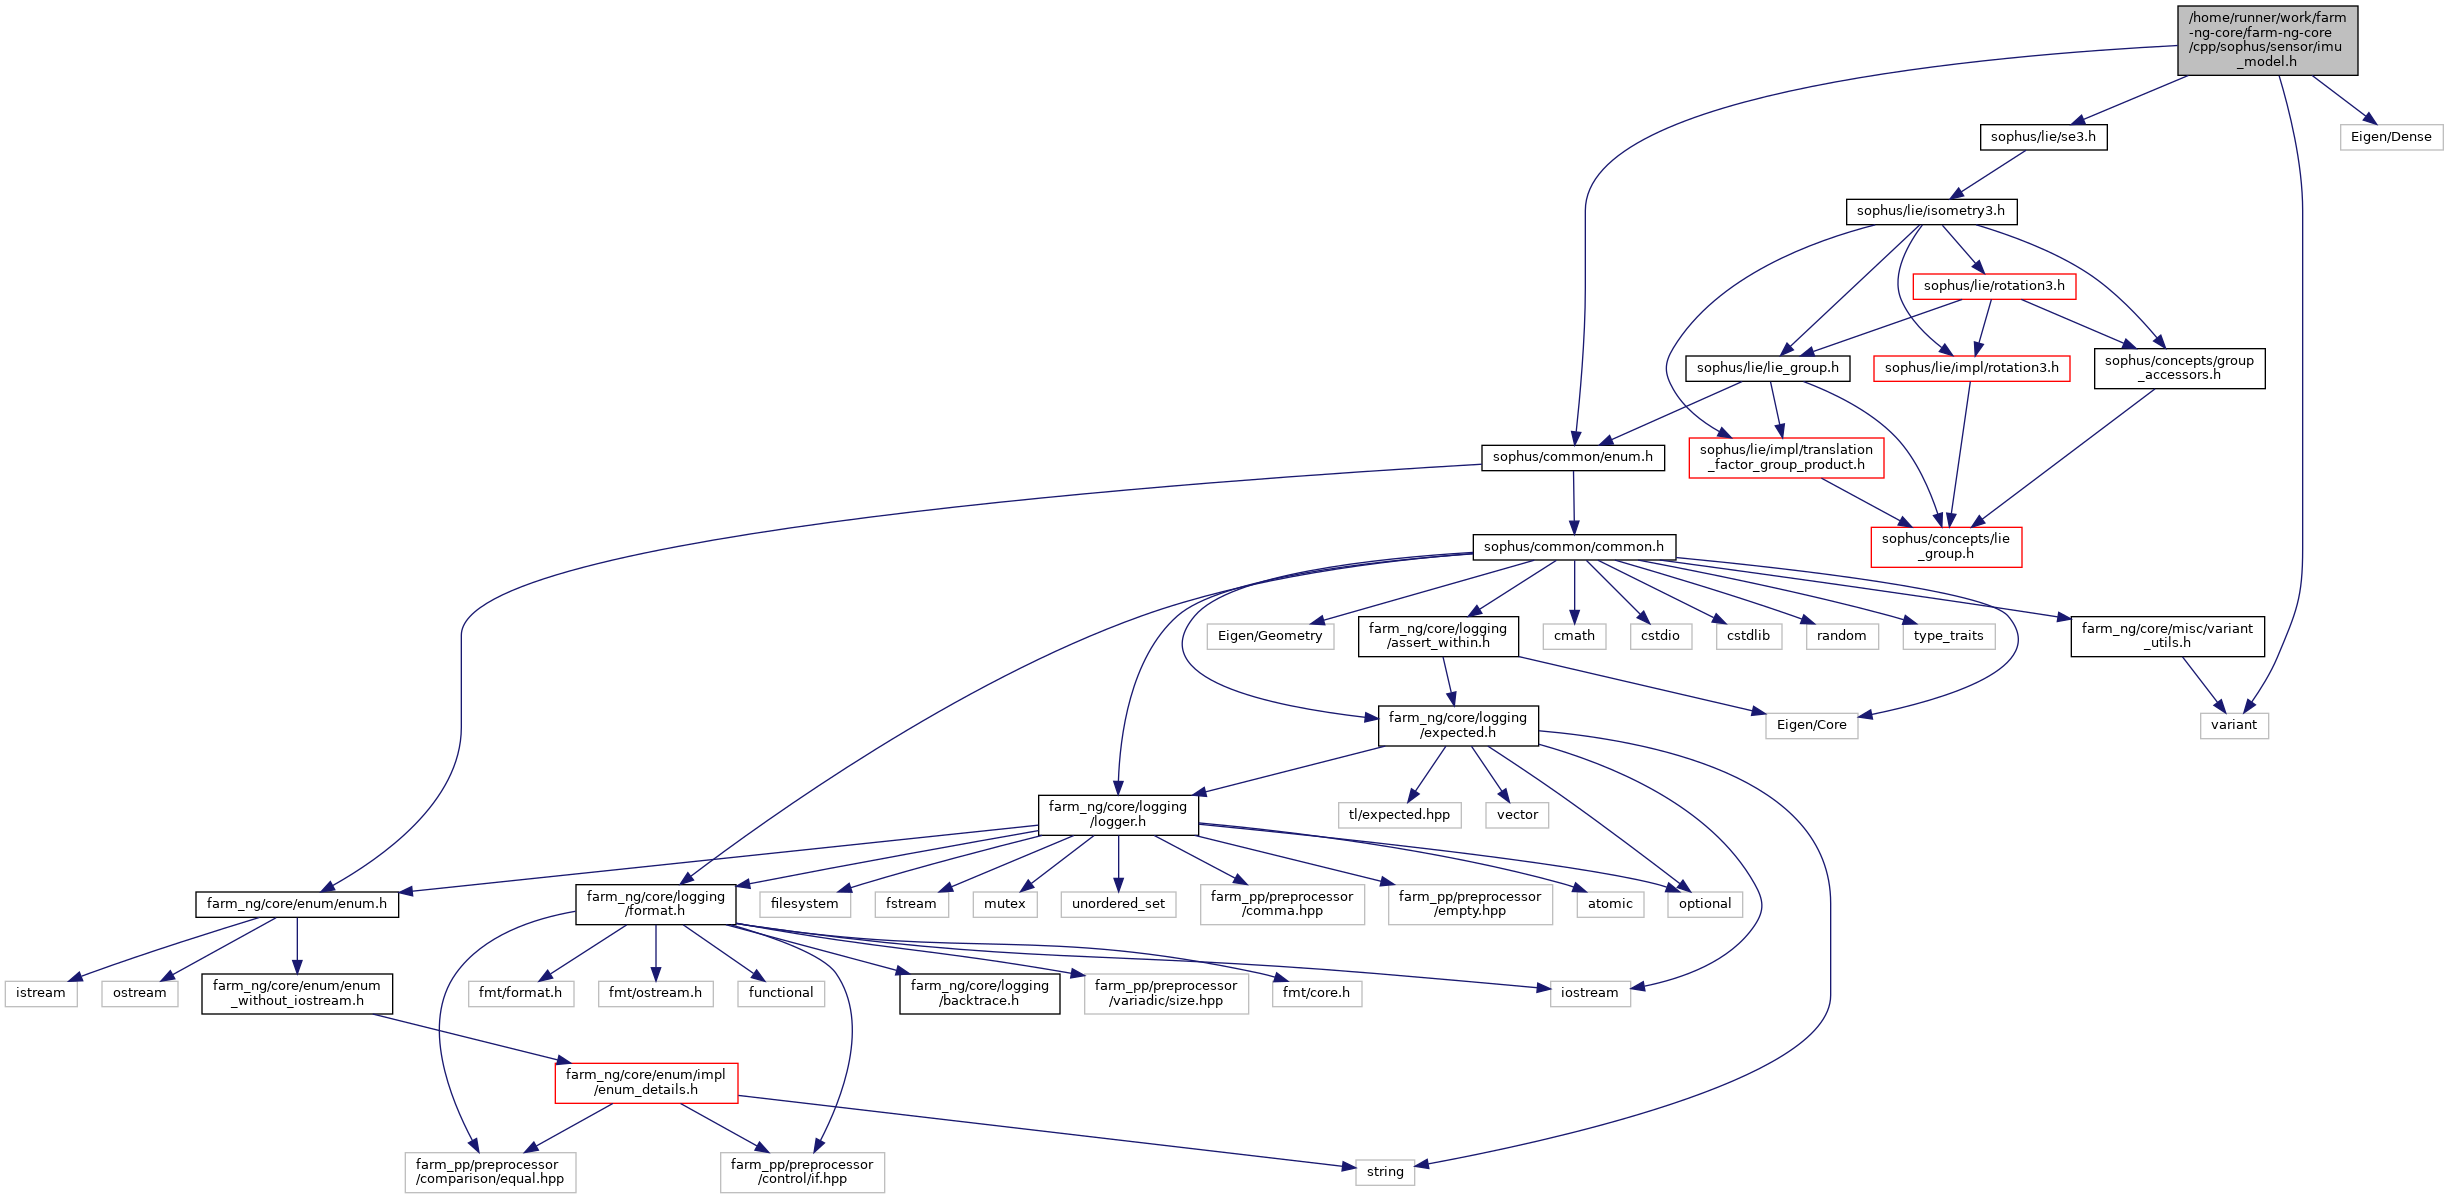 /home/runner/work/farm
-ng-core/farm-ng-core
/cpp/sophus/sensor/imu
_model.h
sophus/lie/se3.h
Eigen/Dense
sophus/lie/isometry3.h
sophus/lie/rotation3.h
sophus/lie/lie_group.h
sophus/lie/impl/rotation3.h
sophus/concepts/group
_accessors.h
sophus/common/enum.h
sophus/lie/impl/translation
_factor_group_product.h
sophus/common/common.h
sophus/concepts/lie
_group.h
Eigen/Geometry
farm_ng/core/logging
/assert_within.h
cmath
cstdio
cstdlib
random
type_traits
farm_ng/core/misc/variant
_utils.h
farm_ng/core/logging
/expected.h
Eigen/Core
variant
farm_ng/core/logging
/logger.h
tl/expected.hpp
vector
farm_ng/core/enum/enum.h
farm_ng/core/logging
/format.h
filesystem
fstream
mutex
unordered_set
farm_pp/preprocessor
/comma.hpp
farm_pp/preprocessor
/empty.hpp
atomic
optional
istream
ostream
farm_ng/core/enum/enum
_without_iostream.h
fmt/format.h
fmt/ostream.h
functional
farm_ng/core/logging
/backtrace.h
farm_pp/preprocessor
/variadic/size.hpp
fmt/core.h
iostream
farm_ng/core/enum/impl
/enum_details.h
farm_pp/preprocessor
/comparison/equal.hpp
farm_pp/preprocessor
/control/if.hpp
string